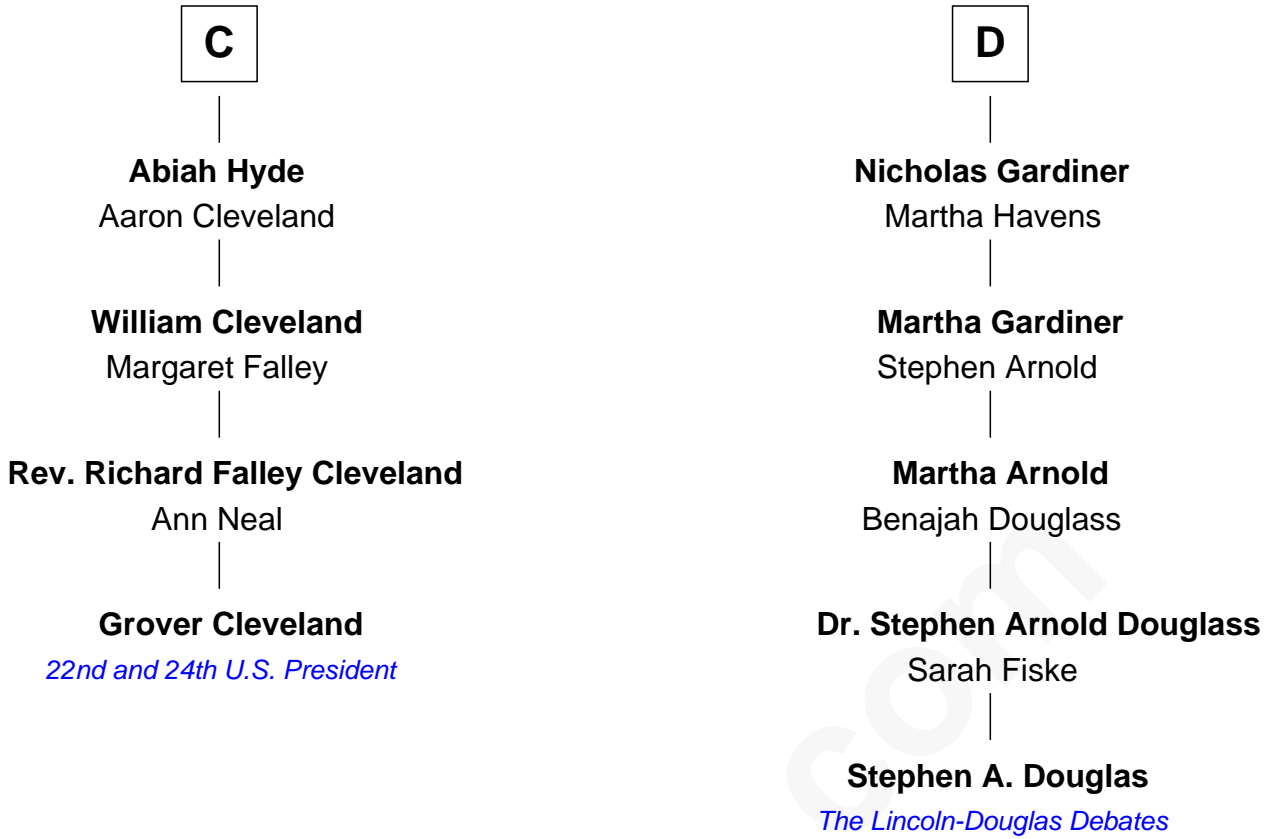 C
Abiah Hyde
Aaron Cleveland
William Cleveland
Margaret Falley
Rev. Richard Falley Cleveland
Ann Neal
Grover Cleveland
22nd and 24th U.S. President
D
Nicholas Gardiner
Martha Havens
Martha Gardiner
Stephen Arnold
Martha Arnold
Benajah Douglass
Dr. Stephen Arnold Douglass
Sarah Fiske
Stephen A. Douglas
The Lincoln-Douglas Debates
com